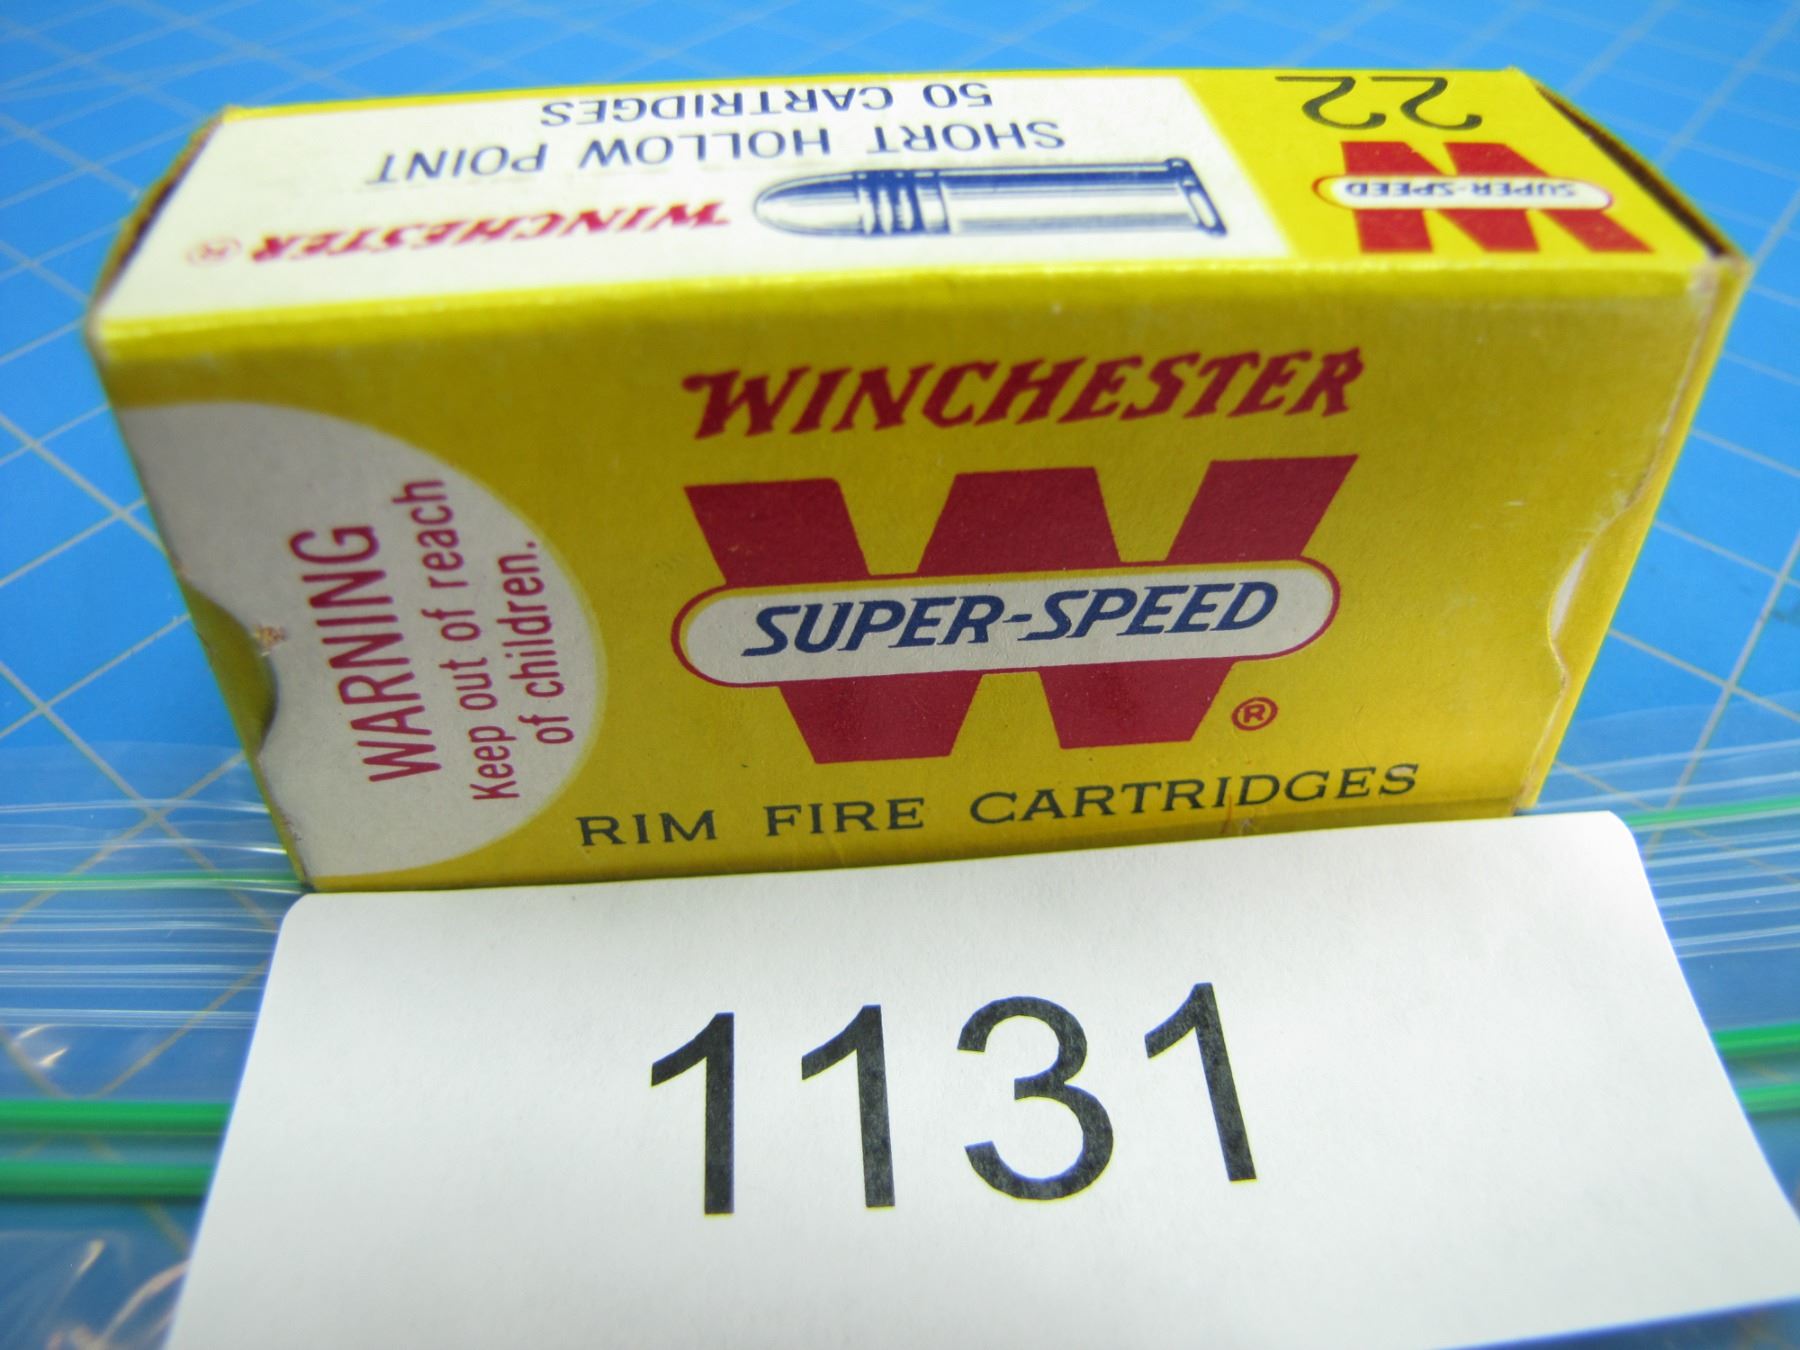 50 CARTRIDGES
SHORT HOLLOW POINT
WINCHESTER ®
22
SUPER-SPEED
WINCHESTER
SUPER-SPEED
®
RIM FIRE CARTRIDGES
WARNING
Keep out of reach
of children.
1131